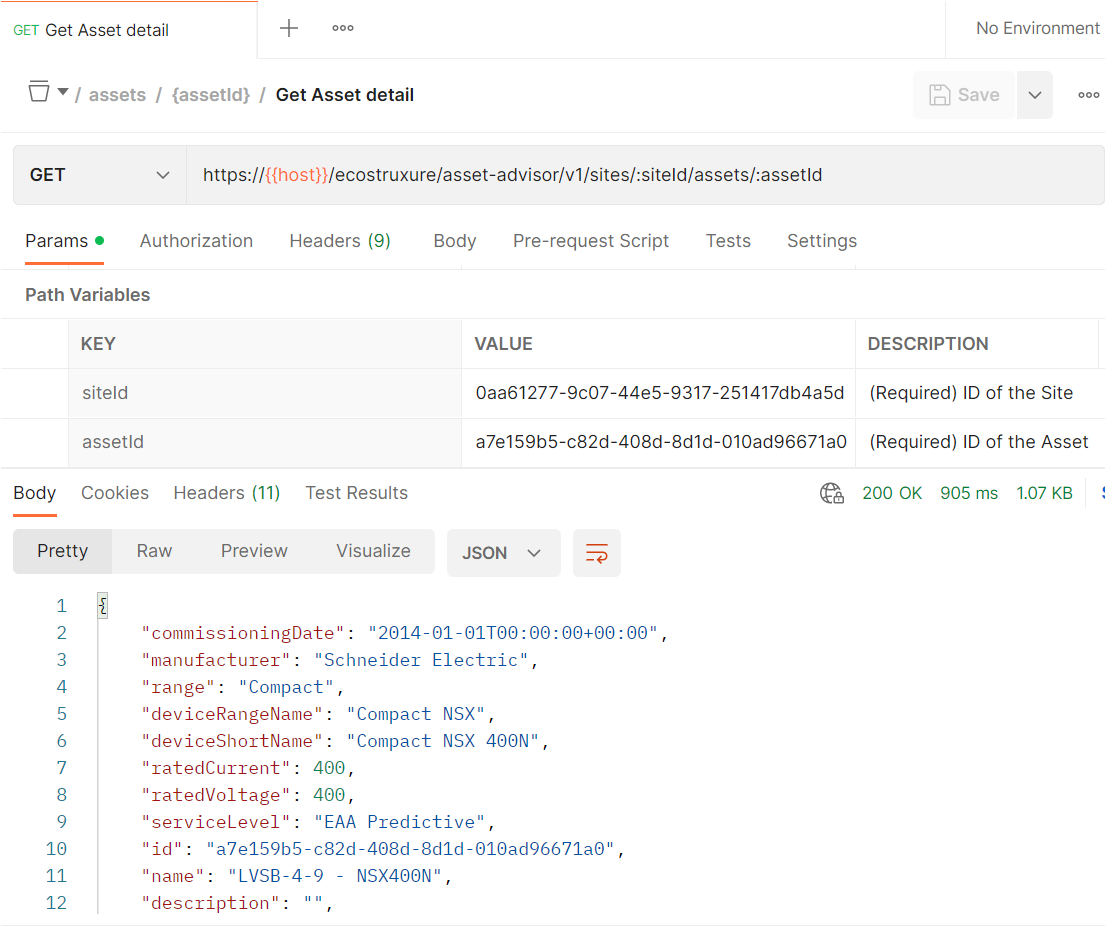 GET Get Asset detail
No Environment
/ assets / {assetId} / Get Asset detail
Save
GET
https://{{host}}/ecostruxure/asset-advisor/v1/sites/:siteId/assets/:assetId
Params Authorization Headers (9) Body Pre-request Script Tests Settings
Path Variables
KEY VALUE DESCRIPTION
siteId 0aa61277-9c07-44e5-9317-251417db4a5d (Required) ID of the Site
assetId a7e159b5-c82d-408d-8d1d-010ad96671a0 (Required) ID of the Asset
Body Cookies Headers (11) Test Results 200 OK 905 ms 1.07 KB
Pretty Raw Preview Visualize JSON
1 {
2 "commissioningDate": "2014-01-01T00:00:00+00:00",
3 "manufacturer": "Schneider Electric",
4 "range": "Compact",
5 "deviceRangeName": "Compact NSX",
6 "deviceShortName": "Compact NSX 400N",
7 "ratedCurrent": 400,
8 "ratedVoltage": 400,
9 "serviceLevel": "EAA Predictive",
10 "id": "a7e159b5-c82d-408d-8d1d-010ad96671a0",
11 "name": "LVSB-4-9 - NSX400N",
12 "description": "",